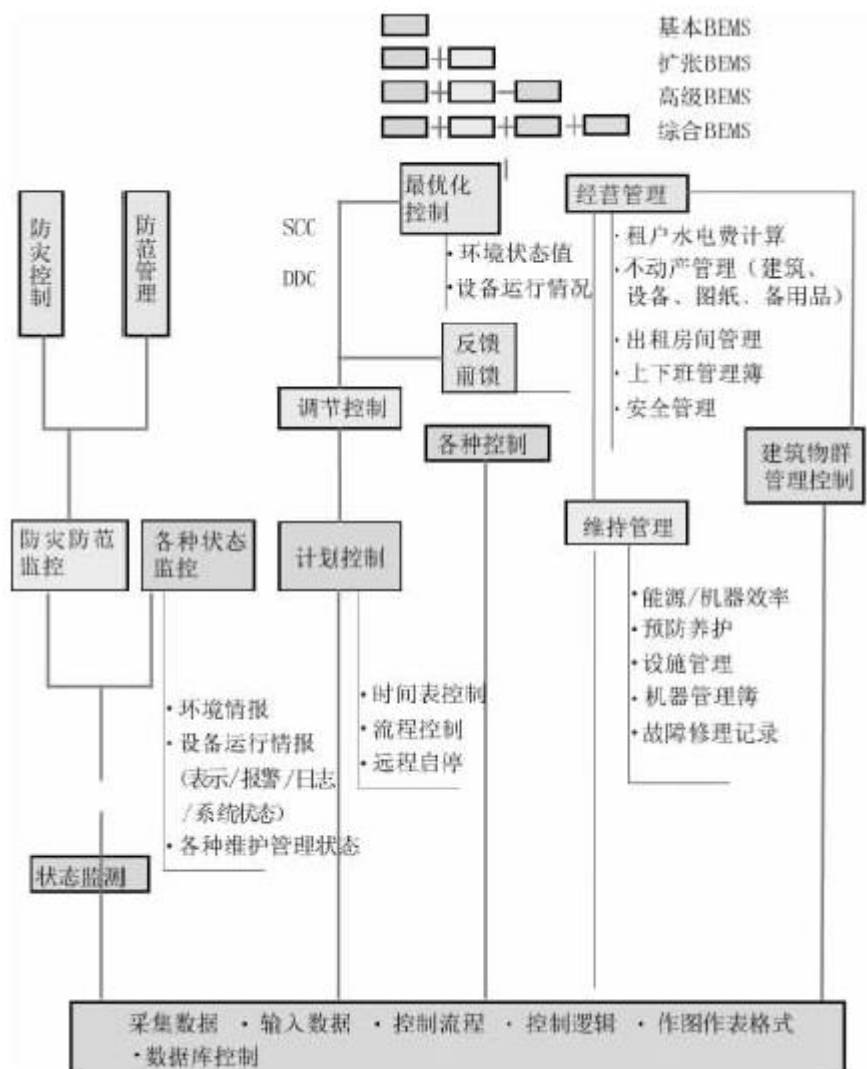 基本BEMS
扩张BEMS
高级BEMS
综合BEMS
防灾控制
防范管理
SCC
DDC
最优化
控制
·环境状态值
·设备运行情况
反馈
前馈
调节控制
各种控制
经营管理
·租户水电费计算
·不动产管理（建筑、
设备、图纸、备用品）
·出租房间管理
·上下班管理簿
·安全管理
建筑物群
管理控制
防灾防范
监控
各种状态
监控
计划控制
维持管理
·能源/机器效率
·预防养护
·设施管理
·机器管理簿
·故障修理记录
·环境情报
·设备运行情报
(表示/报警/日志
/系统状态)
·各种维护管理状态
·时间表控制
·流程控制
·远程启停
状态监测
采集数据 ·输入数据 ·控制流程 ·控制逻辑 ·作图作表格式
·数据库控制